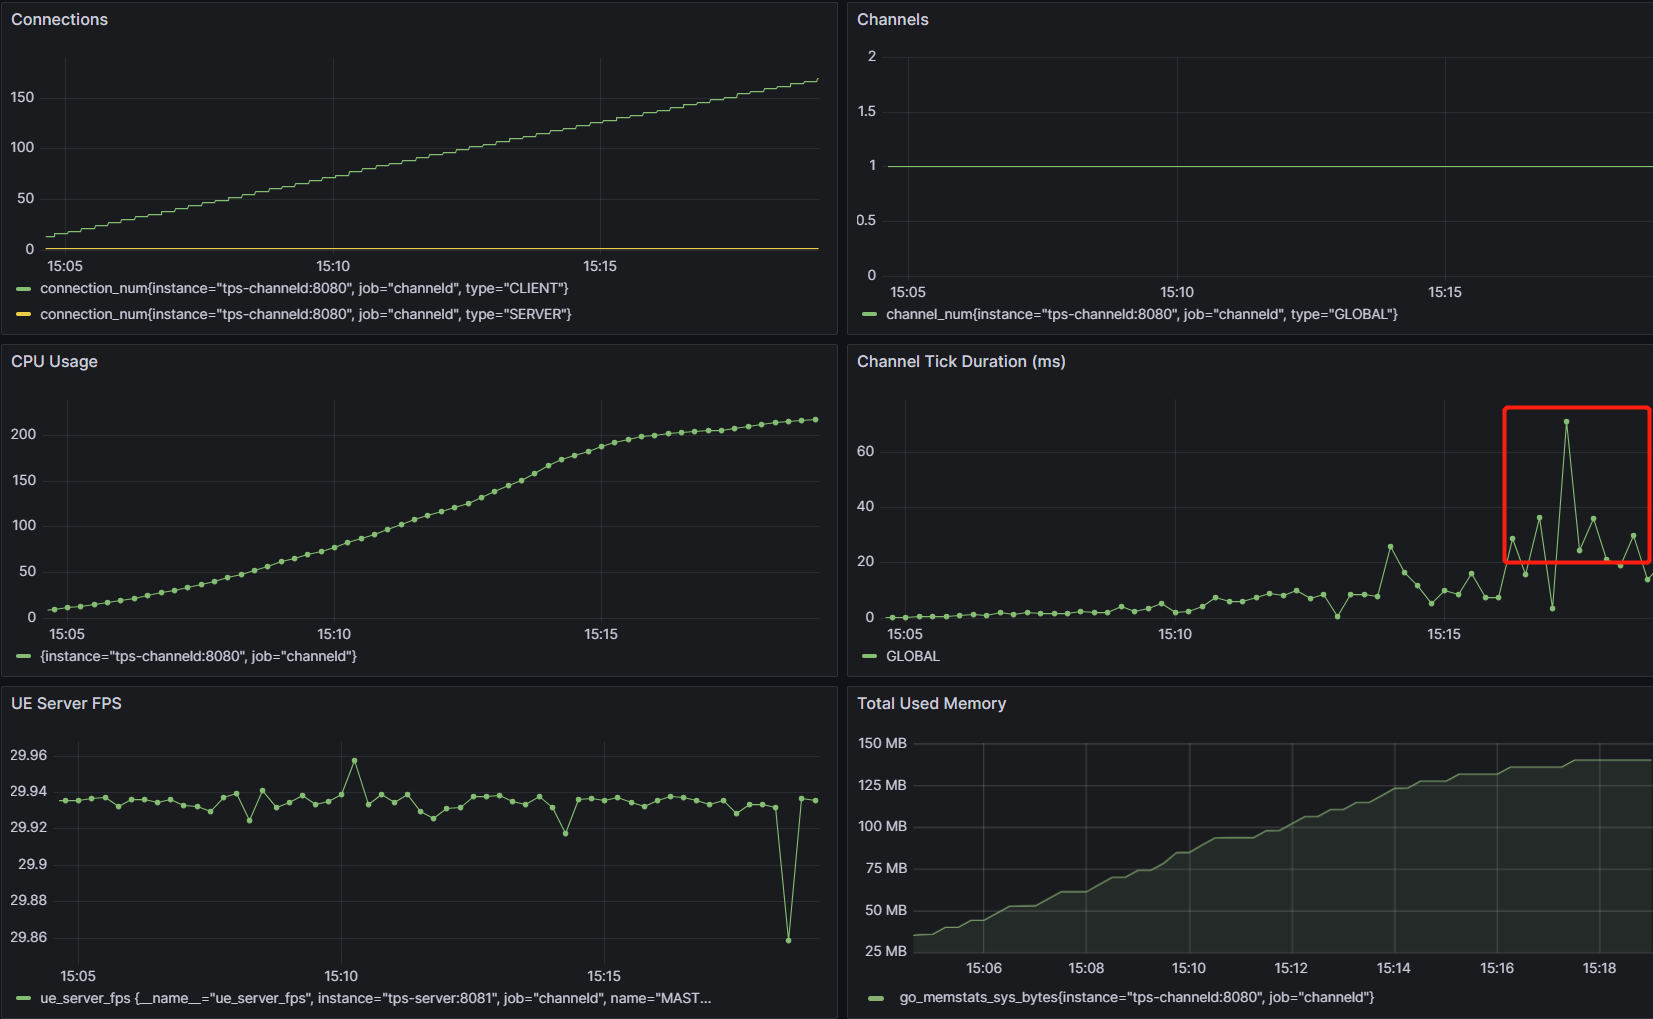 Connections
150
100
50
0
15:05 15:10 15:15
connection_num{instance="tps-channeld:8080", job="channeld", type="CLIENT"}
connection_num{instance="tps-channeld:8080", job="channeld", type="SERVER"}
Channels
2
1.5
1
0.5
0
15:05 15:10 15:15
channel_num{instance="tps-channeld:8080", job="channeld", type="GLOBAL"}
CPU Usage
200
150
100
50
0
15:05 15:10 15:15
{instance="tps-channeld:8080", job="channeld"}
Channel Tick Duration (ms)
60
40
20
0
15:05 15:10 15:15
GLOBAL
UE Server FPS
29.96
29.94
29.92
29.9
29.88
29.86
15:05 15:10 15:15
ue_server_fps {__name__="ue_server_fps", instance="tps-server:8081", job="channeld", name="MAST...
Total Used Memory
150 MB
125 MB
100 MB
75 MB
50 MB
25 MB
15:06 15:08 15:10 15:12 15:14 15:16 15:18
go_memstats_sys_bytes{instance="tps-channeld:8080", job="channeld"}